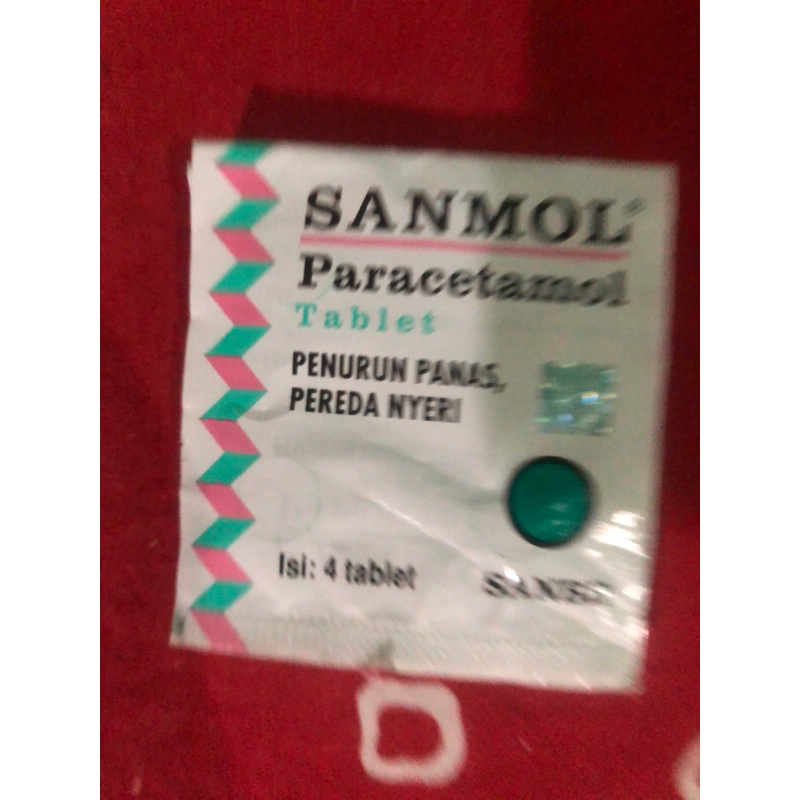 SANMOL®
Paracetamol
Tablet
PENURUN PANAS,
PEREDA NYERI
Isi: 4 tablet